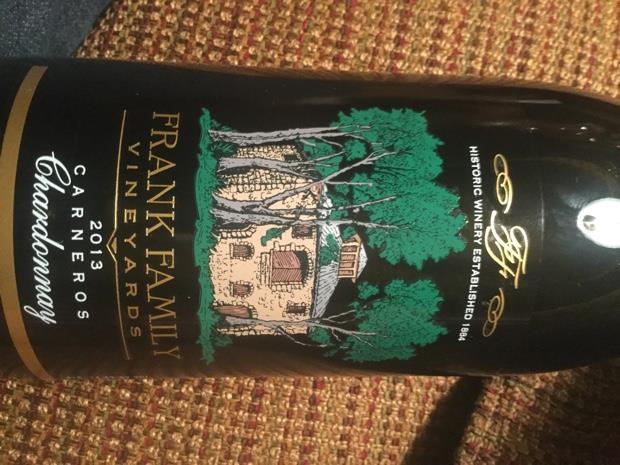 HISTORIC WINERY ESTABLISHED 1884
FRANK FAMILY
VINEYARDS
2013
CARNEROS
Chardonnay